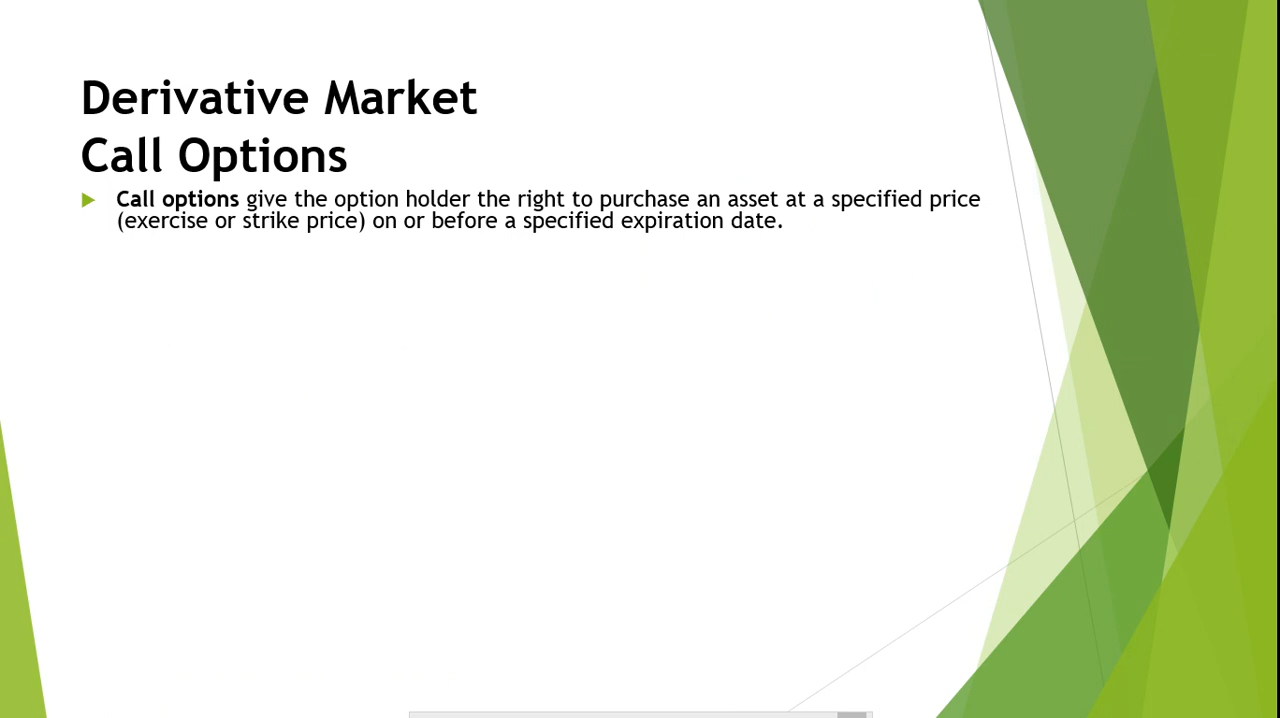 Derivative Market
Call Options
Call options give the option holder the right to purchase an asset at a specified price
(exercise or strike price) on or before a specified expiration date.